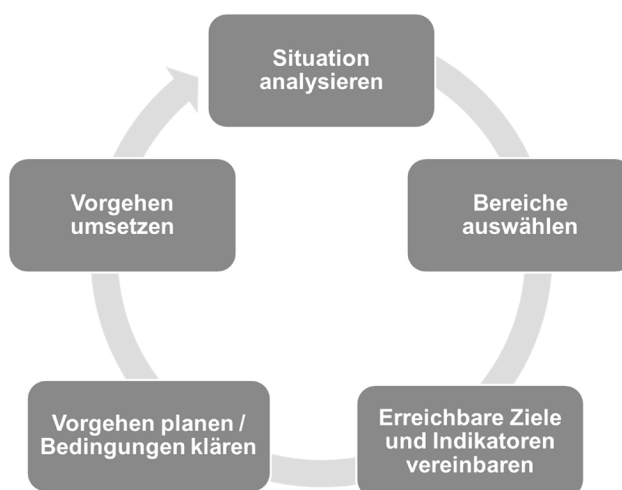 Situation
analysieren
Bereiche
auswählen
Erreichbare Ziele
und Indikatoren
vereinbaren
Vorgehen planen /
Bedingungen klären
Vorgehen
umsetzen